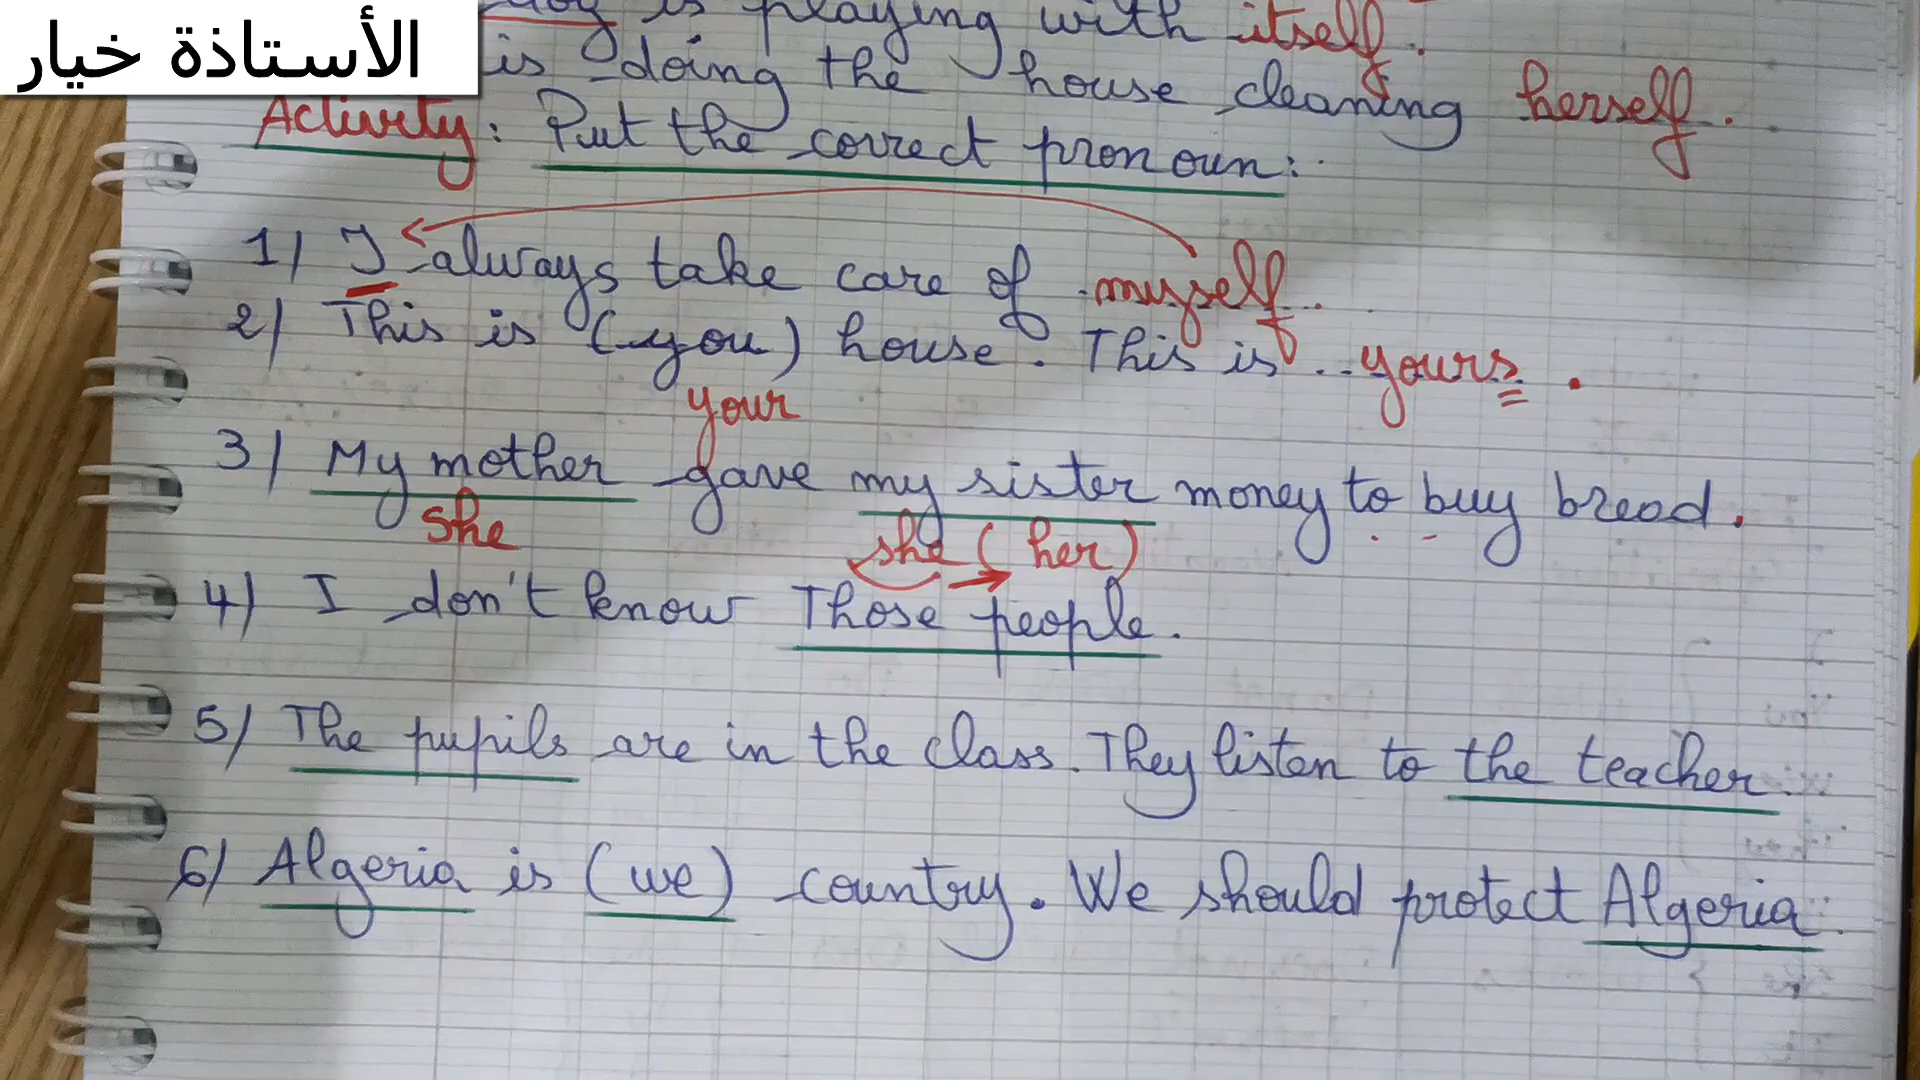 الأستاذة خيار
is playing with itself.
is doing the house cleaning herself.
Activity: Put the correct pronoun:
1) I always take care of myself.
2) This is (you) house. This is yours.
your
3) My mother gave my sister money to buy bread.
she she (her)
4) I don't know Those people.
5) The pupils are in the class. They listen to the teacher.
6) Algeria is (we) country. We should protect Algeria.